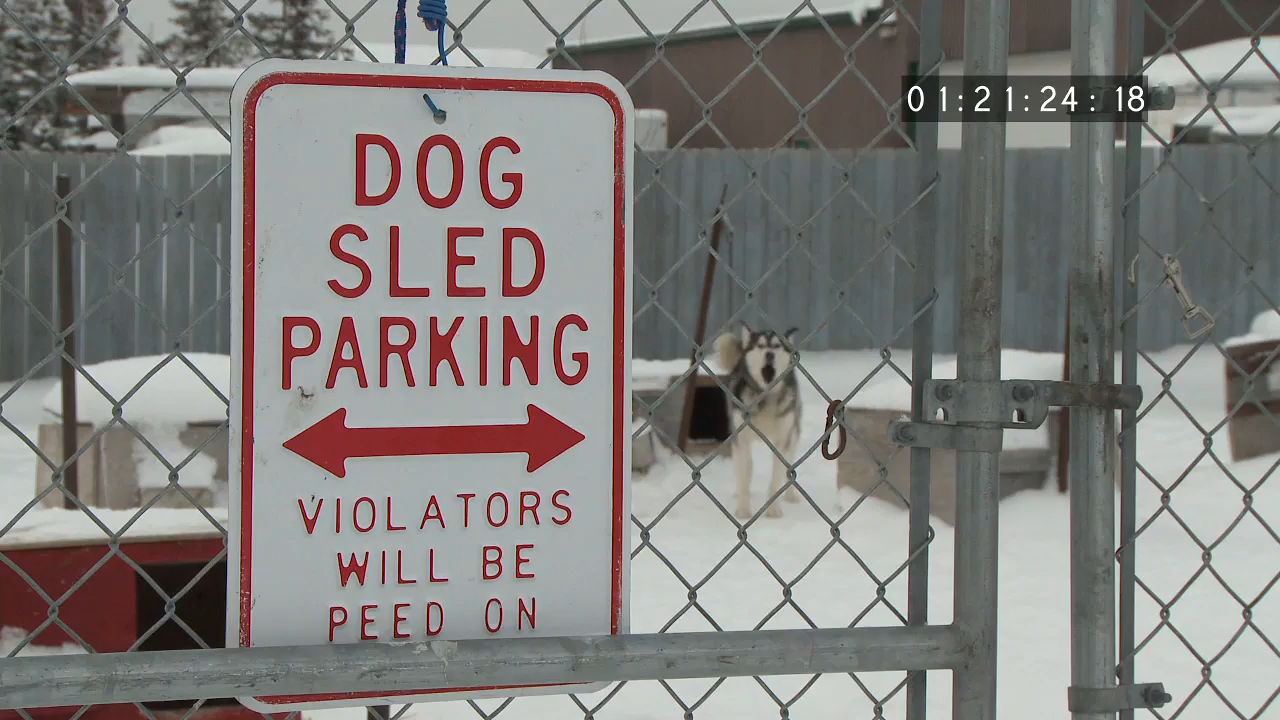 01:21:24:18
DOG
SLED
PARKING
VIOLATORS
WILL BE
PEED ON